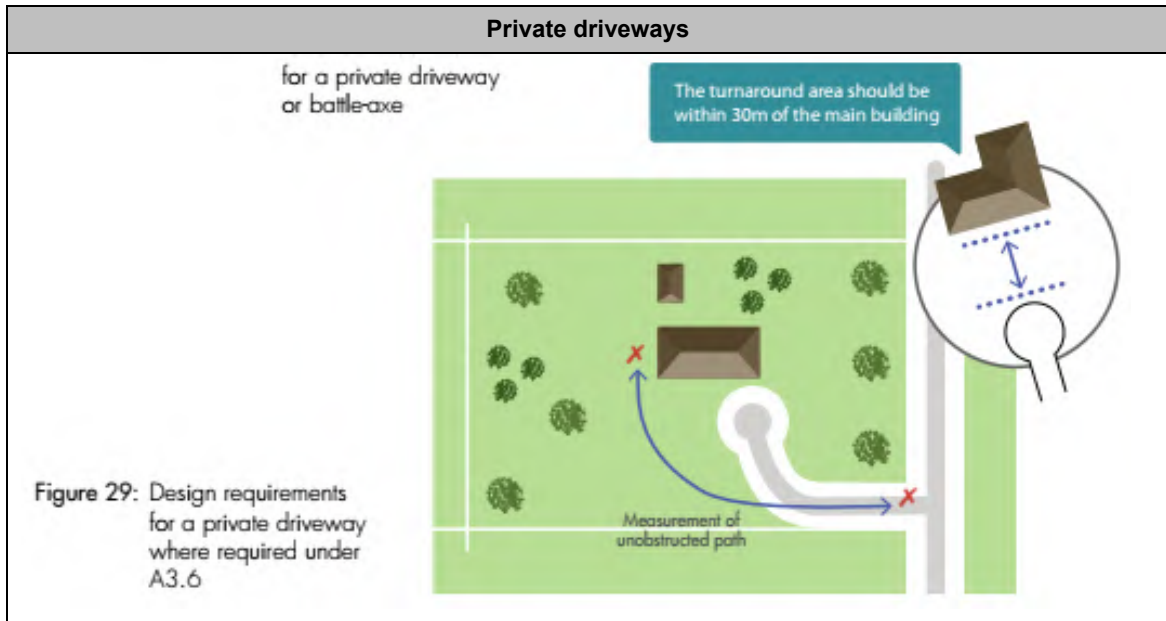 Private driveways
for a private driveway
or battle-axe
The turnaround area should be
within 30m of the main building
Measurement of
unobstructed path
Figure 29: Design requirements
for a private driveway
where required under
A3.6